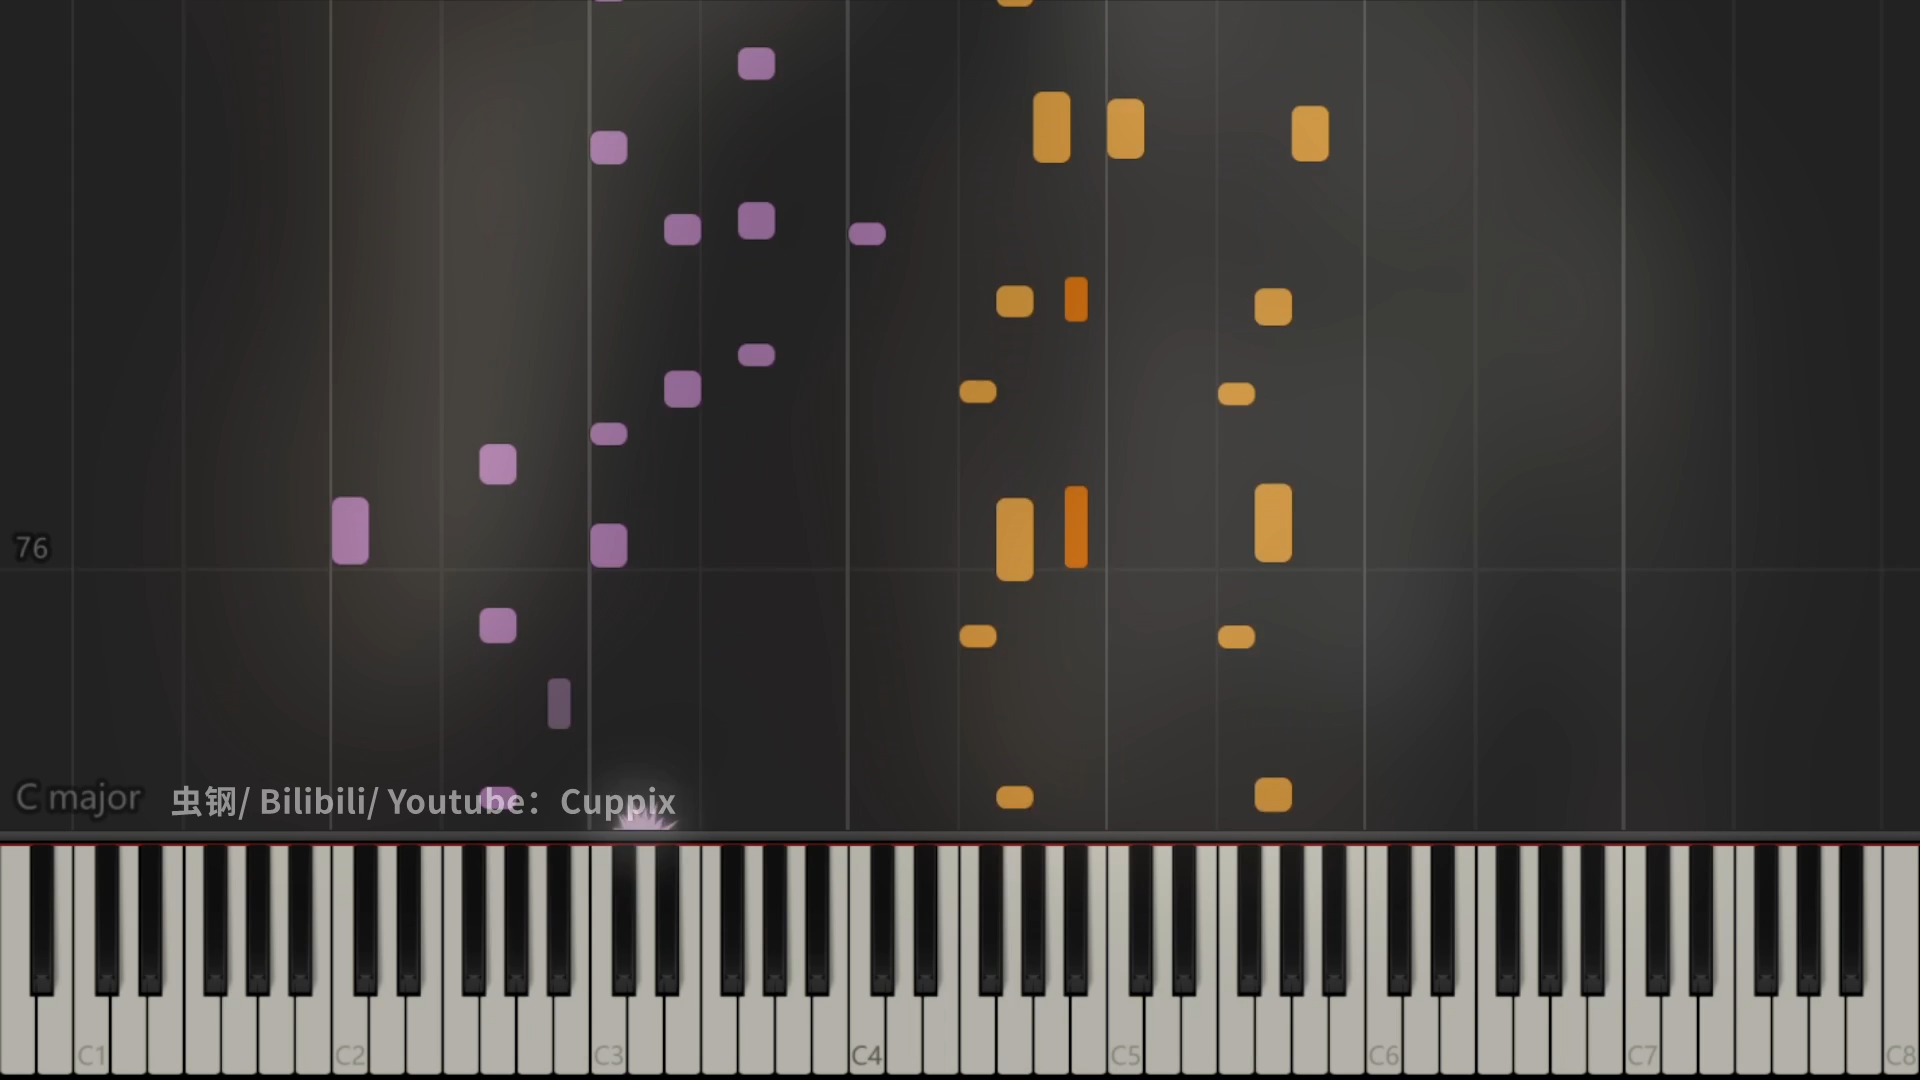 76
C major
虫钢/ Bilibili/ Youtube：Cuppix
C1 C2 C3 C4 C5 C6 C7 C8